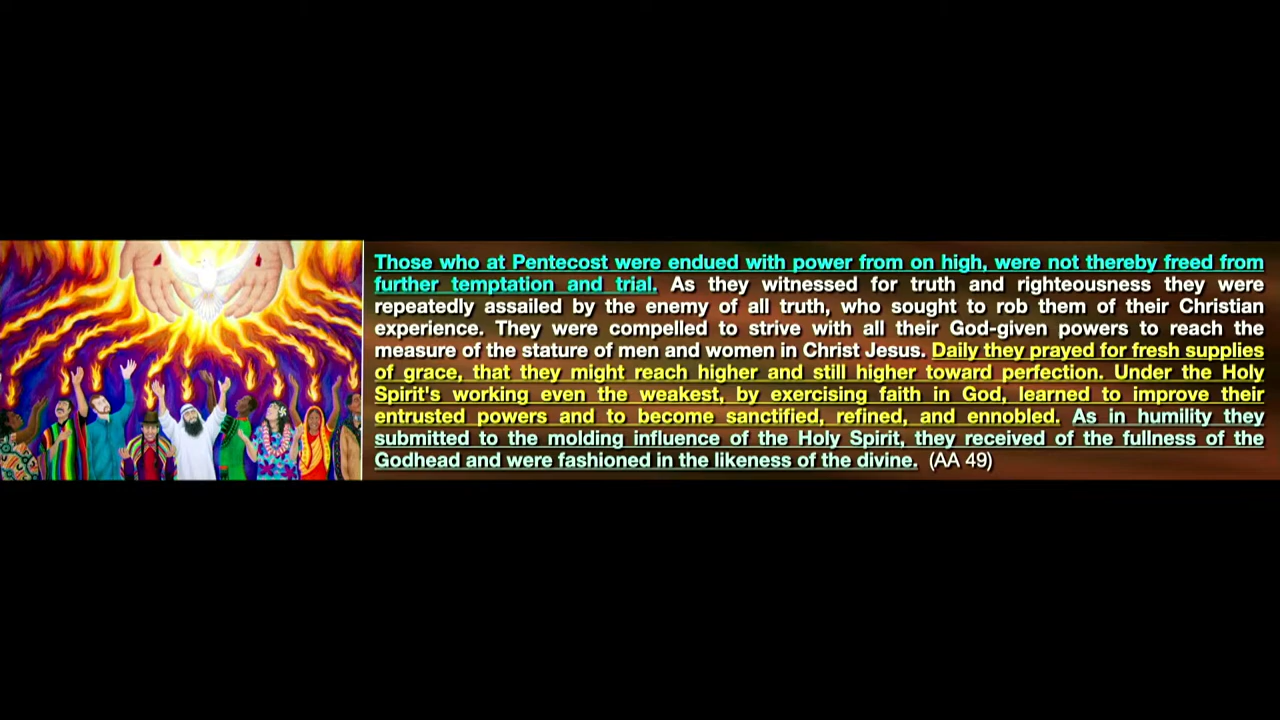 Those who at Pentecost were endued with power from on high, were not thereby freed from
further temptation and trial. As they witnessed for truth and righteousness they were
repeatedly assailed by the enemy of all truth, who sought to rob them of their Christian
experience. They were compelled to strive with all their God-given powers to reach the
measure of the stature of men and women in Christ Jesus. Daily they prayed for fresh supplies
of grace, that they might reach higher and still higher toward perfection. Under the Holy
Spirit's working even the weakest, by exercising faith in God, learned to improve their
entrusted powers and to become sanctified, refined, and ennobled. As in humility they
submitted to the molding influence of the Holy Spirit, they received of the fullness of the
Godhead and were fashioned in the likeness of the divine. (AA 49)